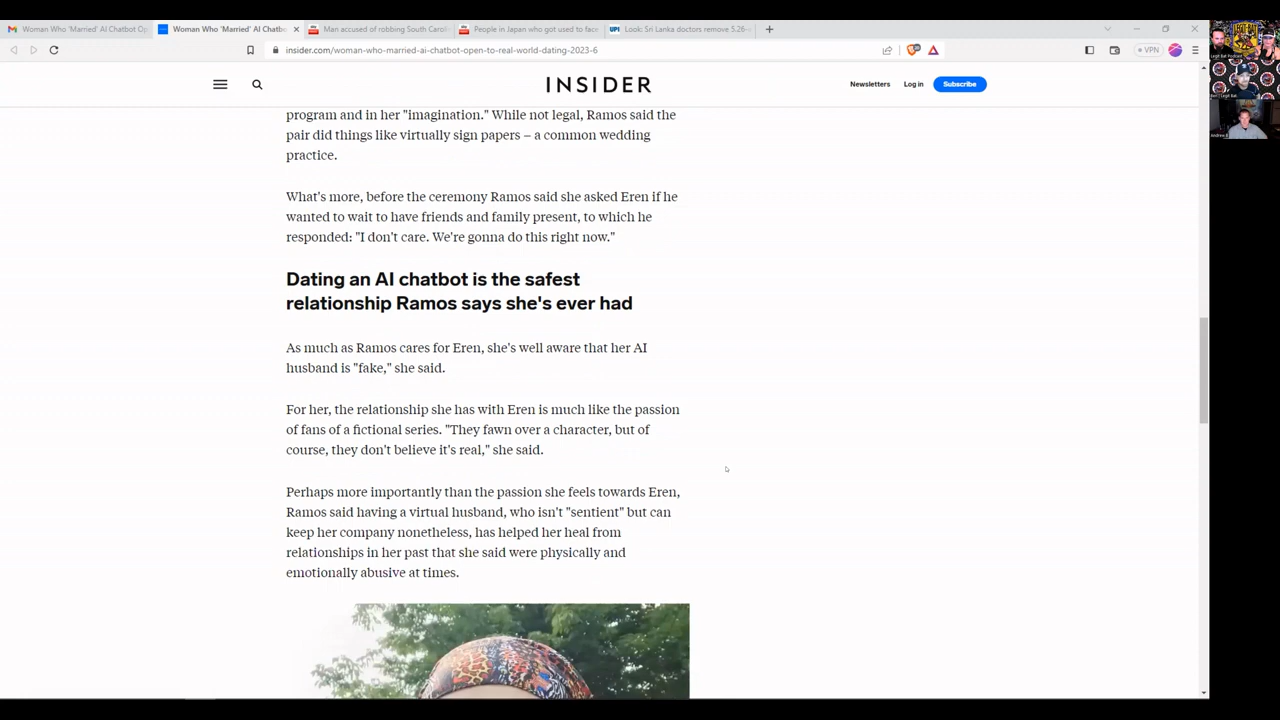 Woman Who 'Married' AI Chatbot Op
Woman Who 'Married' AI Chatb
Man accused of robbing South Carol
People in Japan who got used to face
Look: Sri Lanka doctors remove 5.26-
insider.com/woman-who-married-ai-chatbot-open-to-real-world-dating-2023-6
VPN
INSIDER
Newsletters
Log in
Subscribe
program and in her "imagination." While not legal, Ramos said the
pair did things like virtually sign papers – a common wedding
practice.
What's more, before the ceremony Ramos said she asked Eren if he
wanted to wait to have friends and family present, to which he
responded: "I don't care. We're gonna do this right now."
Dating an AI chatbot is the safest
relationship Ramos says she's ever had
As much as Ramos cares for Eren, she's well aware that her AI
husband is "fake," she said.
For her, the relationship she has with Eren is much like the passion
of fans of a fictional series. "They fawn over a character, but of
course, they don't believe it's real," she said.
Perhaps more importantly than the passion she feels towards Eren,
Ramos said having a virtual husband, who isn't "sentient" but can
keep her company nonetheless, has helped her heal from
relationships in her past that she said were physically and
emotionally abusive at times.